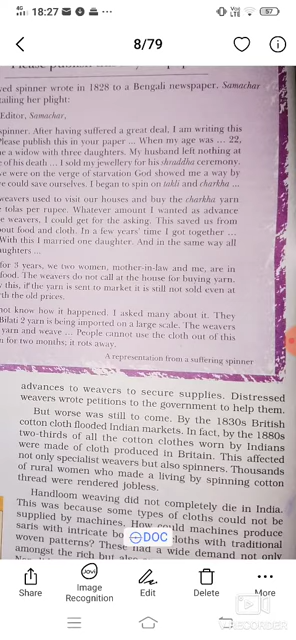 4G 18:27
Vo) LTE 57
8/79
ved spinner wrote in 1828 to a Bengali newspaper, Samachar
tailing her plight:
Editor, Samachar,
spinner. After having suffered a great deal, I am writing this
Please publish this in your paper ... When my age was ... 22,
me a widow with three daughters. My husband left nothing at
e of his death ... I sold my jewellery for his shraddha ceremony.
we were on the verge of starvation God showed me a way by
we could save ourselves. I began to spin on takli and charkha ...
weavers used to visit our houses and buy the charkha yarn
e tolas per rupee. Whatever amount I wanted as advance
e weavers, I could get for the asking. This saved us from
bout food and cloth. In a few years' time I got together ...
With this I married one daughter. And in the same way all
aughters ...
for 3 years, we two women, mother-in-law and me, are in
food. The weavers do not call at the house for buying yarn.
y this, if the yarn is sent to market it is still not sold even at
rth the old prices.
not know how it happened. I asked many about it. They
Bilati 2 yarn is being imported on a large scale. The weavers
yarn and wave ... People cannot use the cloth out of this
n for two months; it rots away.
A representation from a suffering spinner
advances to weavers to secure supplies. Distressed
weavers wrote petitions to the government to help them.
But worse was still to come. By the 1830s British
cotton cloth flooded Indian markets. In fact, by the 1880s
two-thirds of all the cotton clothes worn by Indians
were made of cloth produced in Britain. This affected
not only specialist weavers but also spinners. Thousands
of rural women who made a living by spinning cotton
thread were rendered jobless.
Handloom weaving did not completely die in India.
This was because some types of cloths could not be
supplied by machines. How could machines produce
saris with intricate bo cloths with traditional
woven patterns? These had a wide demand not only
amongst the rich but also
DOC
Share
Jovi
Image Recognition
Edit
Delete
More
RECORDER